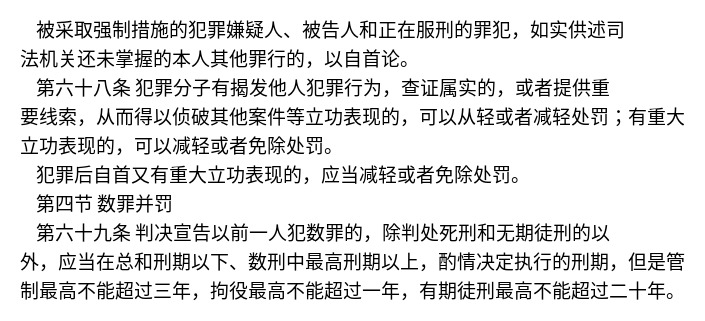 被采取强制措施的犯罪嫌疑人、被告人和正在服刑的罪犯，如实供述司
法机关还未掌握的本人其他罪行的，以自首论。
第六十八条 犯罪分子有揭发他人犯罪行为，查证属实的，或者提供重
要线索，从而得以侦破其他案件等立功表现的，可以从轻或者减轻处罚；有重大
立功表现的，可以减轻或者免除处罚。
犯罪后自首又有重大立功表现的，应当减轻或者免除处罚。
第四节 数罪并罚
第六十九条 判决宣告以前一人犯数罪的，除判处死刑和无期徒刑的以
外，应当在总和刑期以下、数刑中最高刑期以上，酌情决定执行的刑期，但是管
制最高不能超过三年，拘役最高不能超过一年，有期徒刑最高不能超过二十年。